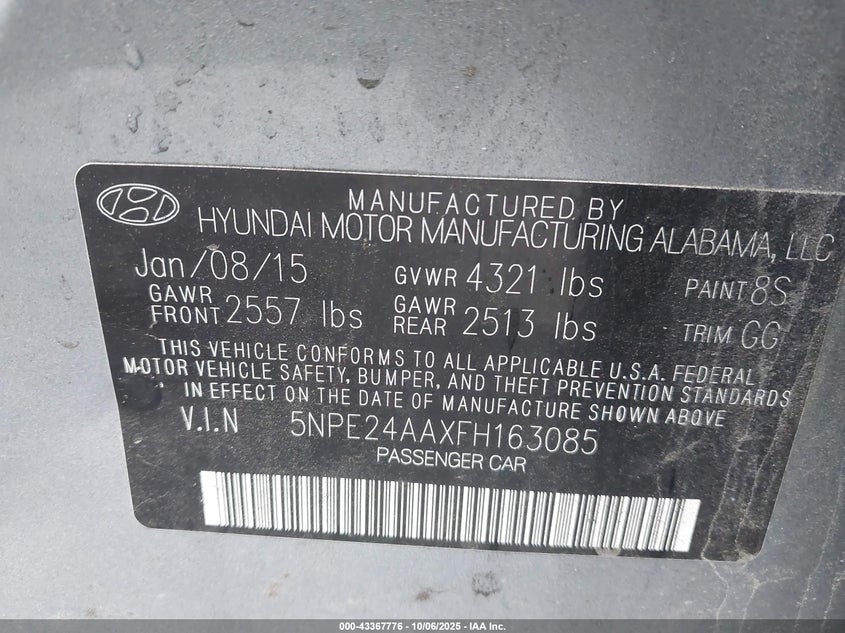 MANUFACTURED BY
HYUNDAI MOTOR MANUFACTURING ALABAMA, LLC
Jan/08/15 GVWR 4321 lbs PAINT 8S
GAWR FRONT 2557 lbs GAWR REAR 2513 lbs TRIM GG
THIS VEHICLE CONFORMS TO ALL APPLICABLE U.S.A. FEDERAL
MOTOR VEHICLE SAFETY, BUMPER, AND THEFT PREVENTION STANDARDS
IN EFFECT ON THE DATE OF MANUFACTURE SHOWN ABOVE
V.I.N 5NPE24AAXFH163085
PASSENGER CAR
000-43367776 - 10/06/2025 - IAA Inc.